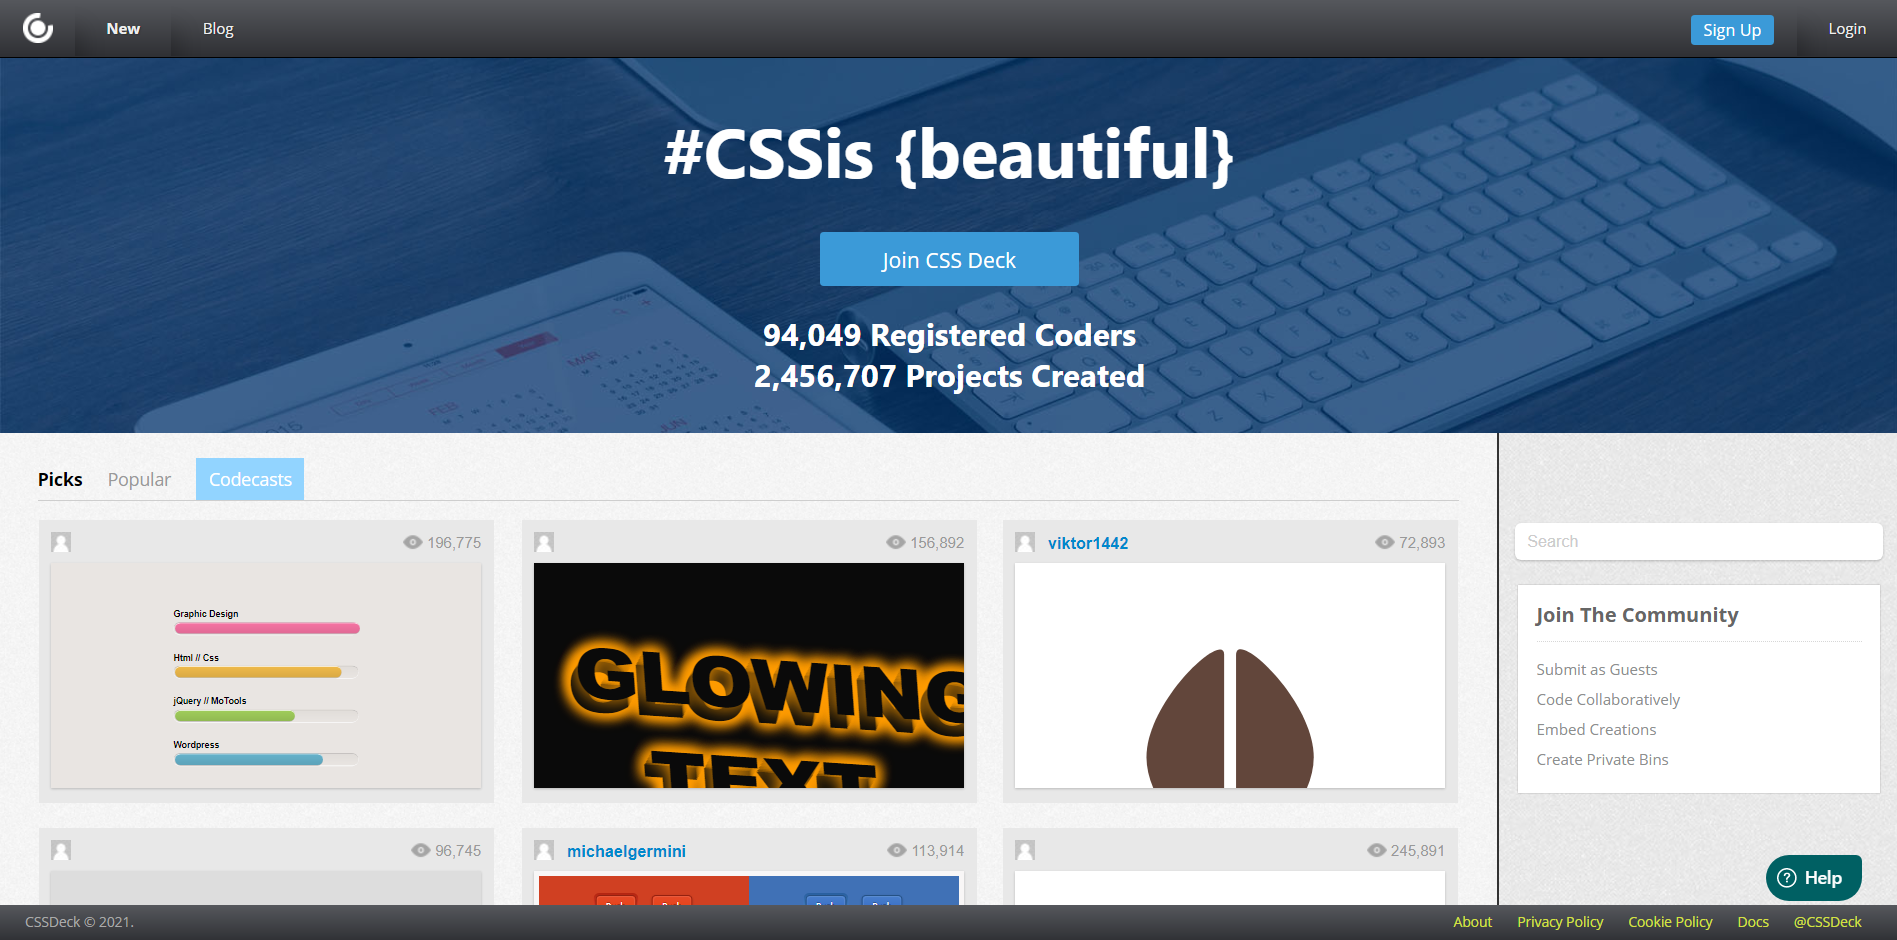 New
Blog
Sign Up
Login
#CSSis {beautiful}
Join CSS Deck
94,049 Registered Coders
2,456,707 Projects Created
Picks
Popular
Codecasts
196,775
Graphic Design
Html // Css
jQuery // MoTools
Wordpress
156,892
GLOWING
TEXT
viktor1442
72,893
Search
Join The Community
Submit as Guests
Code Collaboratively
Embed Creations
Create Private Bins
96,745
michaelgermini
113,914
245,891
Help
CSSDeck © 2021.
About
Privacy Policy
Cookie Policy
Docs
@CSSDeck